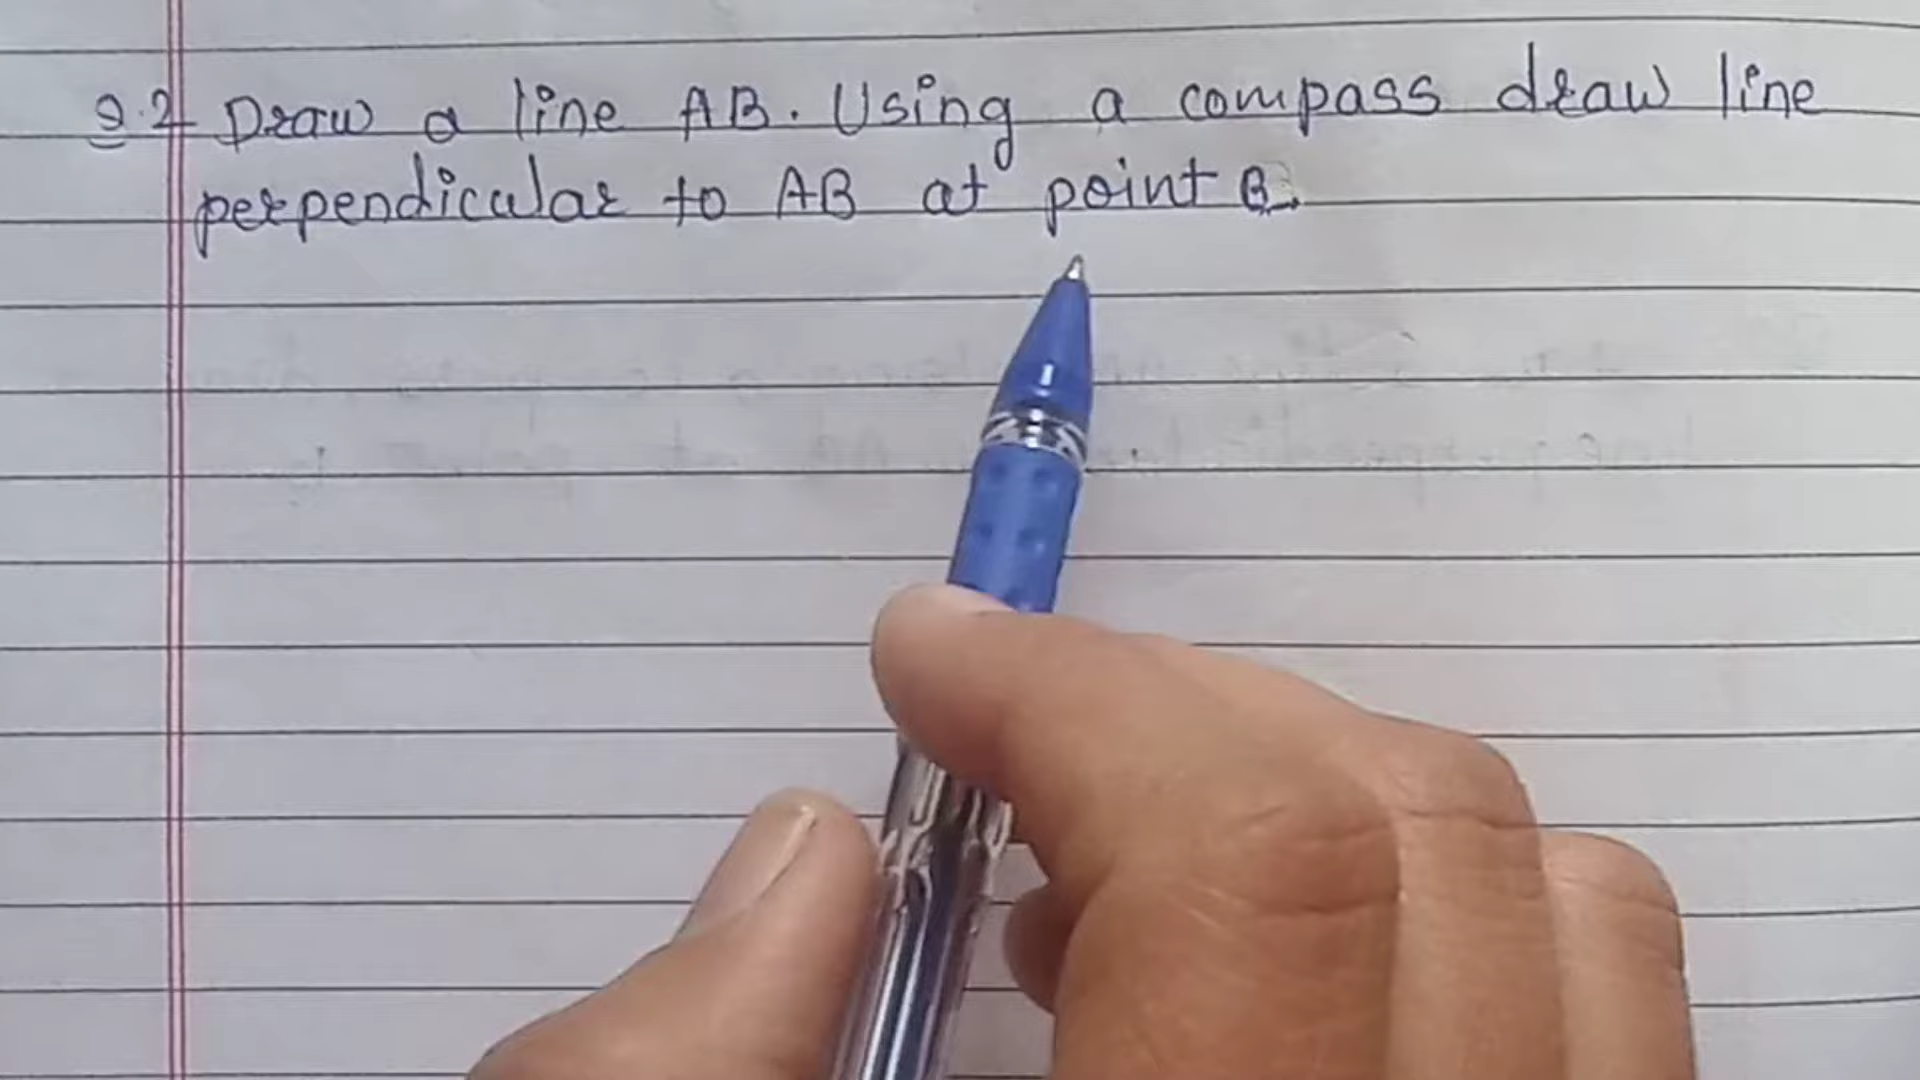 Q.2 Draw a line AB. Using a compass draw line
perpendicular to AB at point B.